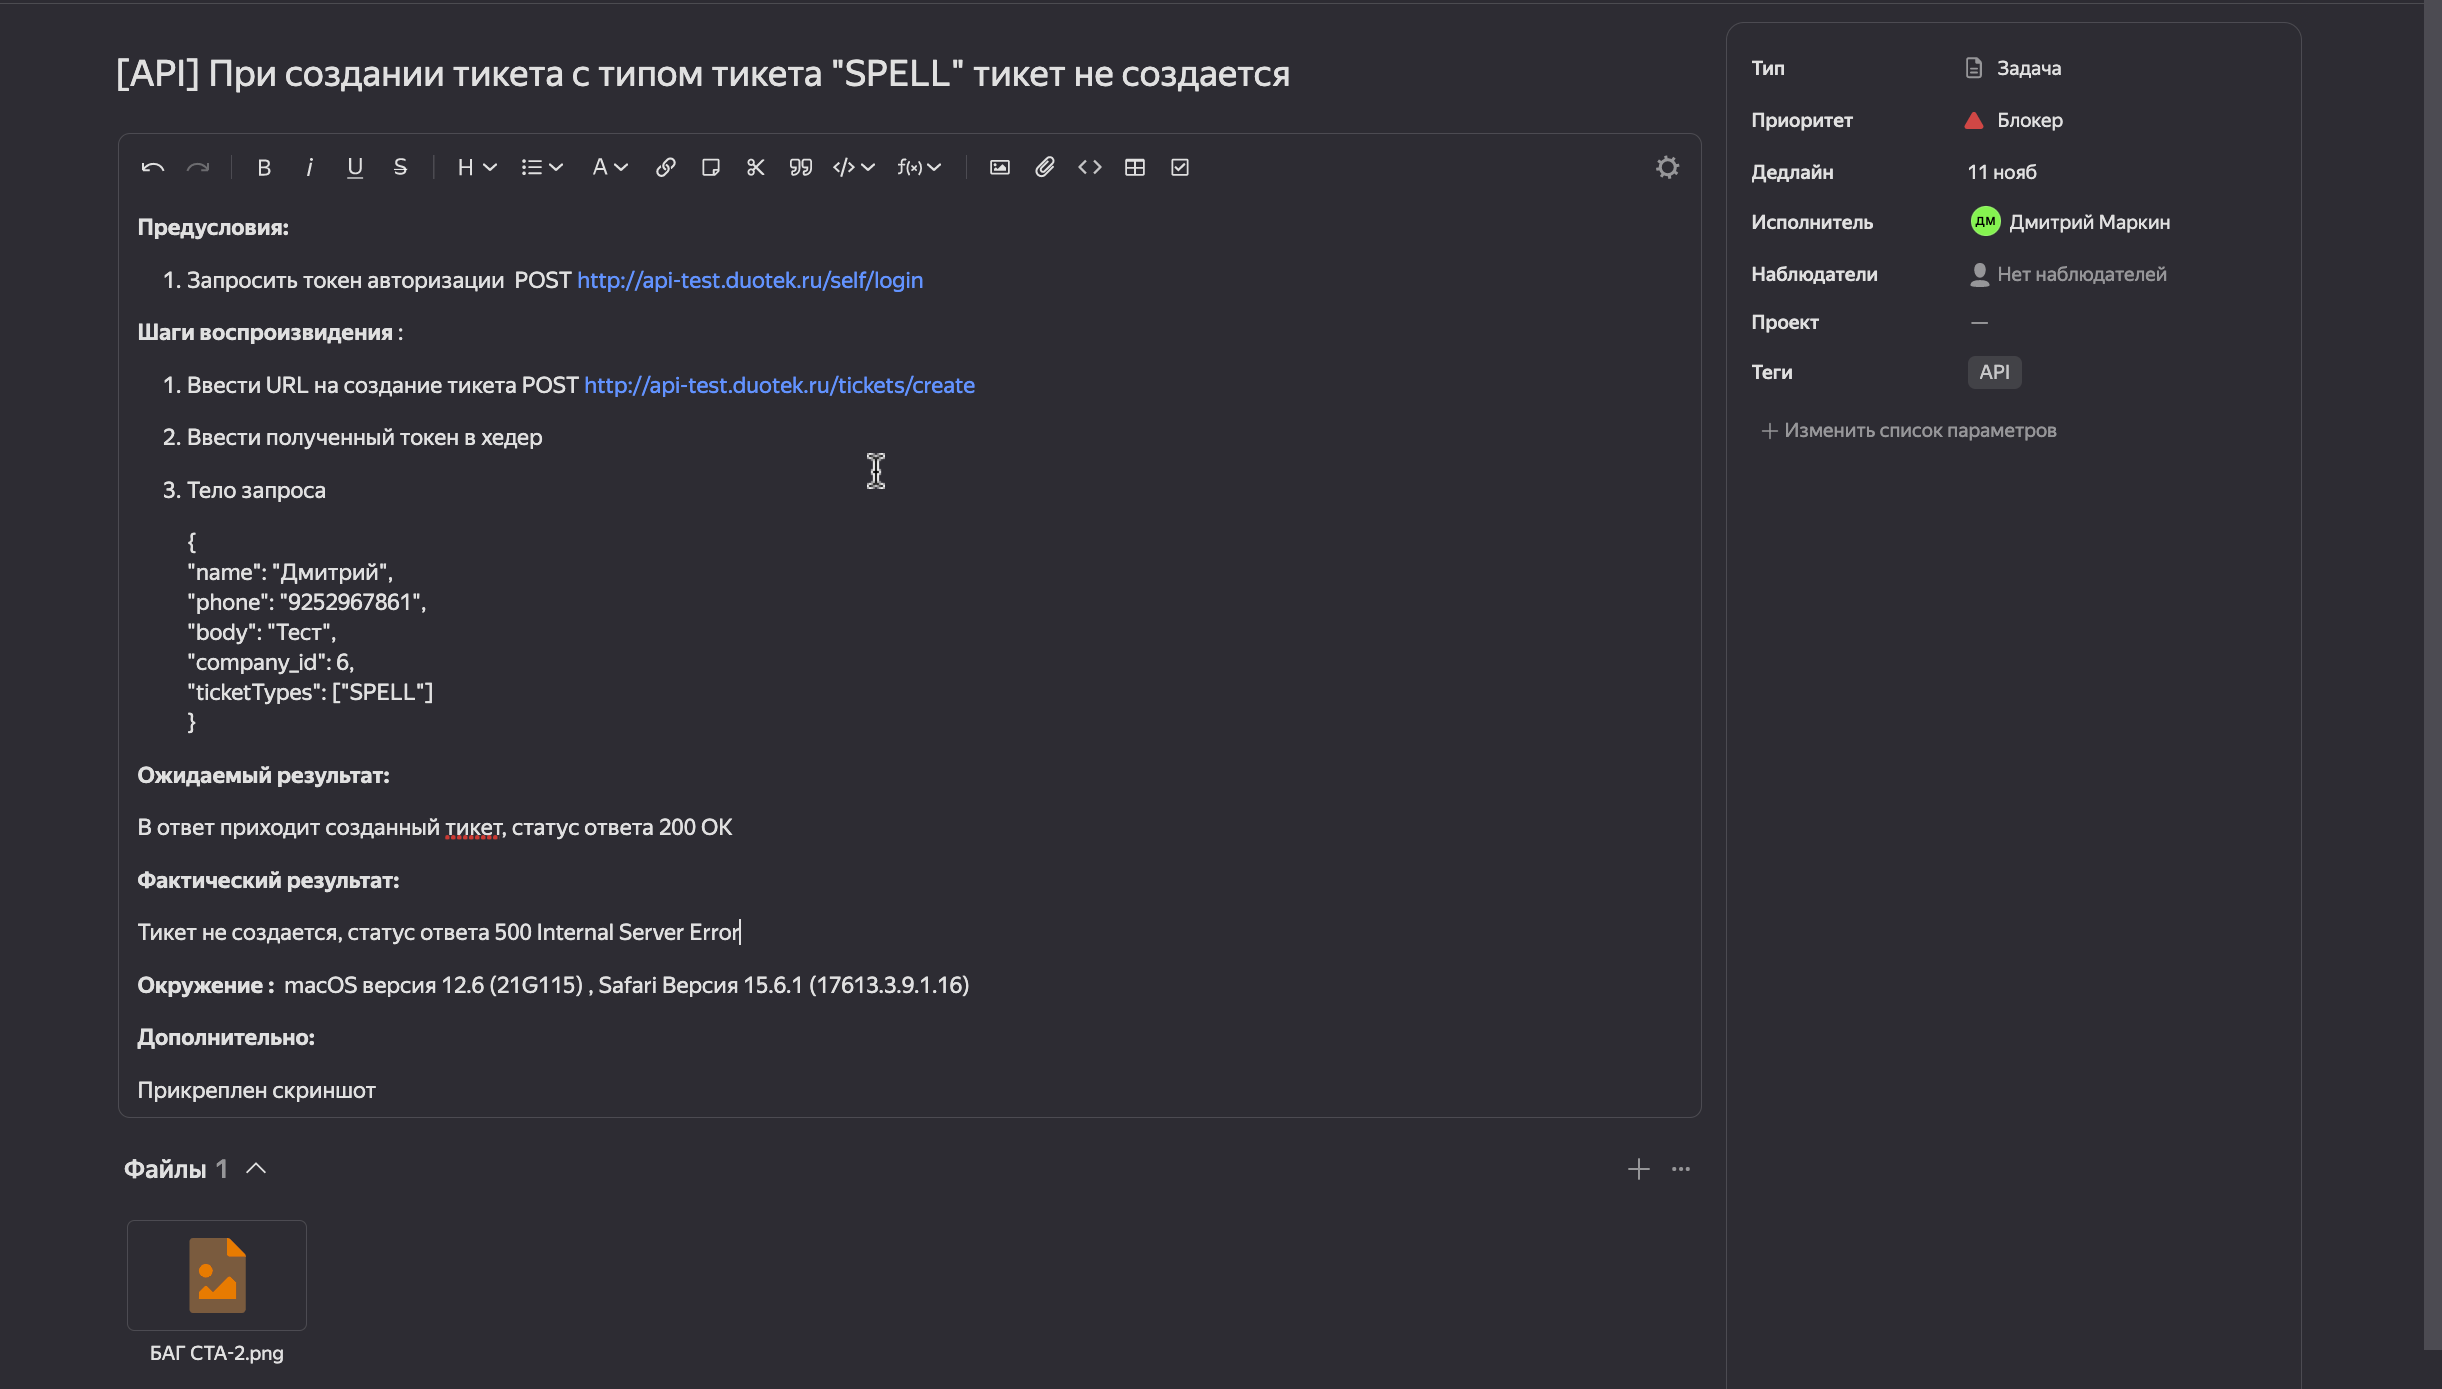 [API] При создании тикета с типом тикета "SPELL" тикет не создается
B i U S H A f(x)
Предусловия:
1. Запросить токен авторизации POST http://api-test.duotek.ru/self/login
Шаги воспроизвидения :
1. Ввести URL на создание тикета POST http://api-test.duotek.ru/tickets/create
2. Ввести полученный токен в хедер
3. Тело запроса
{
"name": "Дмитрий",
"phone": "9252967861",
"body": "Тест",
"company_id": 6,
"ticketTypes": ["SPELL"]
}
Ожидаемый результат:
В ответ приходит созданный тикет, статус ответа 200 OK
Фактический результат:
Тикет не создается, статус ответа 500 Internal Server Error
Окружение : macOS версия 12.6 (21G115) , Safari Версия 15.6.1 (17613.3.9.1.16)
Дополнительно:
Прикреплен скриншот
Файлы 1
БАГ СТА-2.png
Тип Задача
Приоритет Блокер
Дедлайн 11 нояб
Исполнитель ДМ Дмитрий Маркин
Наблюдатели Нет наблюдателей
Проект —
Теги API
+ Изменить список параметров